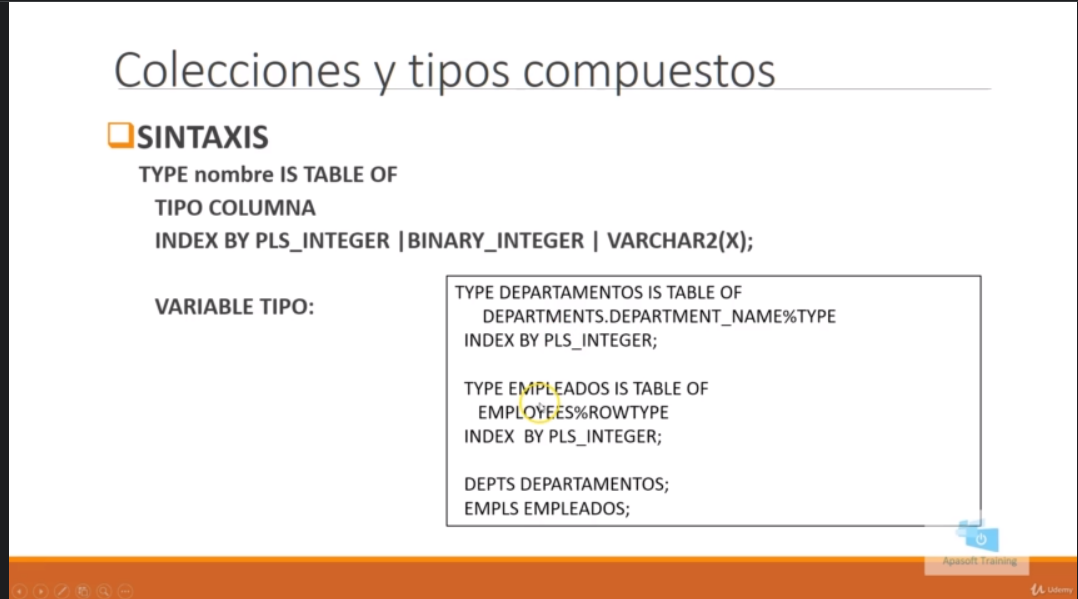 Colecciones y tipos compuestos
SINTAXIS
TYPE nombre IS TABLE OF
TIPO COLUMNA
INDEX BY PLS_INTEGER |BINARY_INTEGER | VARCHAR2(X);
VARIABLE TIPO:
TYPE DEPARTAMENTOS IS TABLE OF
DEPARTMENTS.DEPARTMENT_NAME%TYPE
INDEX BY PLS_INTEGER;
TYPE EMPLEADOS IS TABLE OF
EMPLOYEES%ROWTYPE
INDEX BY PLS_INTEGER;
DEPTS DEPARTAMENTOS;
EMPLS EMPLEADOS;
Apasoft Training
Udemy